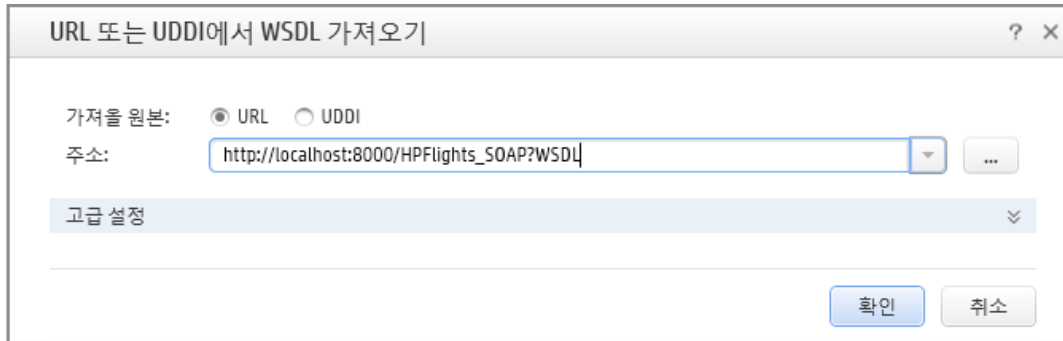 URL 또는 UDDI에서 WSDL 가져오기 ? ×
가져올 원본: URL UDDI
주소: http://localhost:8000/HPFlights_SOAP?WSDL ...
고급 설정
확인 취소